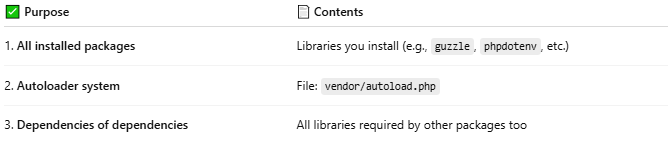 ✅ Purpose 📄 Contents
1. All installed packages Libraries you install (e.g., guzzle, phpdotenv, etc.)
2. Autoloader system File: vendor/autoload.php
3. Dependencies of dependencies All libraries required by other packages too